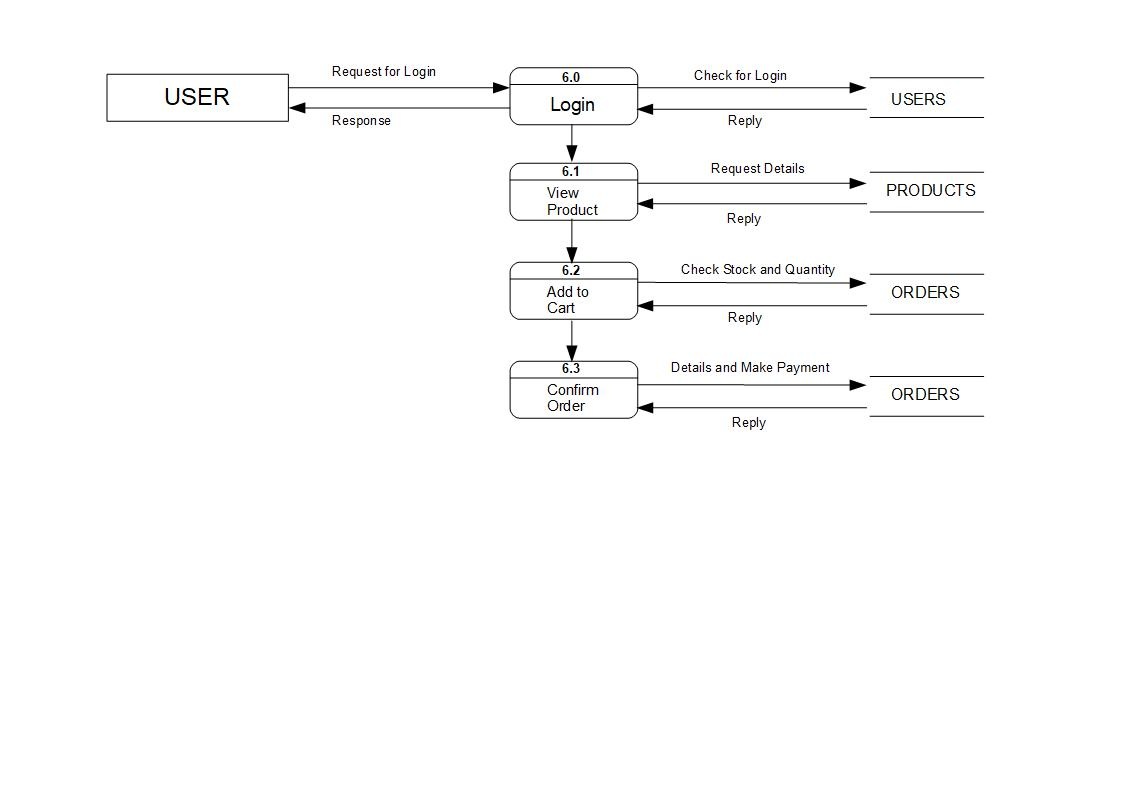 Request for Login
6.0
Check for Login
USER
Login
USERS
Response
Reply
6.1
Request Details
View
Product
PRODUCTS
Reply
6.2
Check Stock and Quantity
Add to
Cart
ORDERS
Reply
6.3
Details and Make Payment
Confirm
Order
ORDERS
Reply